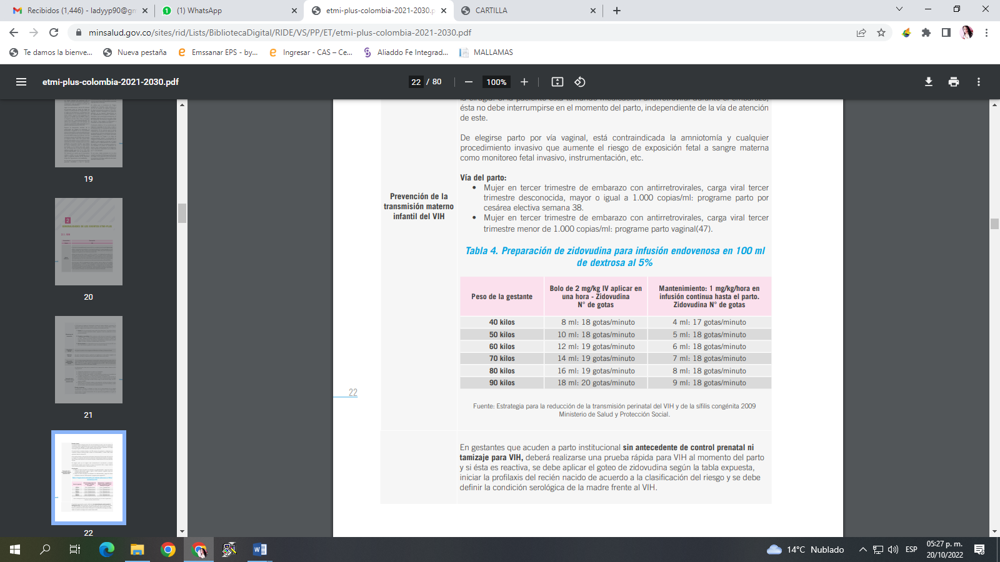 Recibidos (1,446) - ladyyp90@gm
(1) WhatsApp
etmi-plus-colombia-2021-2030.p
CARTILLA
minsalud.gov.co/sites/rid/Lists/BibliotecaDigital/RIDE/VS/PP/ET/etmi-plus-colombia-2021-2030.pdf
Te damos la bienve...
Nueva pestaña
Emssanar EPS - by...
Ingresar - CAS – Ce...
Aliaddo Fe Integrad...
MALLAMAS
etmi-plus-colombia-2021-2030.pdf
22 / 80
100%
19
20
21
22
ésta no debe interrumpirse en el momento del parto, independiente de la vía de atención
de este.
De elegirse parto por vía vaginal, está contraindicada la amniotomía y cualquier
procedimiento invasivo que aumente el riesgo de exposición fetal a sangre materna
como monitoreo fetal invasivo, instrumentación, etc.
Prevención de la
transmisión materno
infantil del VIH
Vía del parto:
• Mujer en tercer trimestre de embarazo con antirretrovirales, carga viral tercer
trimestre desconocida, mayor o igual a 1.000 copias/ml: programe parto por
cesárea electiva semana 38.
• Mujer en tercer trimestre de embarazo con antirretrovirales, carga viral tercer
trimestre menor de 1.000 copias/ml: programe parto vaginal(47).
Tabla 4. Preparación de zidovudina para infusión endovenosa en 100 ml
de dextrosa al 5%
Peso de la gestante
Bolo de 2 mg/kg IV aplicar en
una hora - Zidovudina
N° de gotas
Mantenimiento: 1 mg/kg/hora en
infusión continua hasta el parto.
Zidovudina N° de gotas
40 kilos 8 ml: 18 gotas/minuto 4 ml: 17 gotas/minuto
50 kilos 10 ml: 18 gotas/minuto 5 ml: 18 gotas/minuto
60 kilos 12 ml: 19 gotas/minuto 6 ml: 18 gotas/minuto
70 kilos 14 ml: 19 gotas/minuto 7 ml: 18 gotas/minuto
80 kilos 16 ml: 19 gotas/minuto 8 ml: 18 gotas/minuto
90 kilos 18 ml: 20 gotas/minuto 9 ml: 18 gotas/minuto
22
Fuente: Estrategia para la reducción de la transmisión perinatal del VIH y de la sífilis congénita 2009
Ministerio de Salud y Protección Social.
En gestantes que acuden a parto institucional sin antecedente de control prenatal ni
tamizaje para VIH, deberá realizarse una prueba rápida para VIH al momento del parto
y si ésta es reactiva, se debe aplicar el goteo de zidovudina según la tabla expuesta,
iniciar la profilaxis del recién nacido de acuerdo a la clasificación del riesgo y se debe
definir la condición serológica de la madre frente al VIH.
14°C Nublado
ESP
05:27 p. m.
20/10/2022